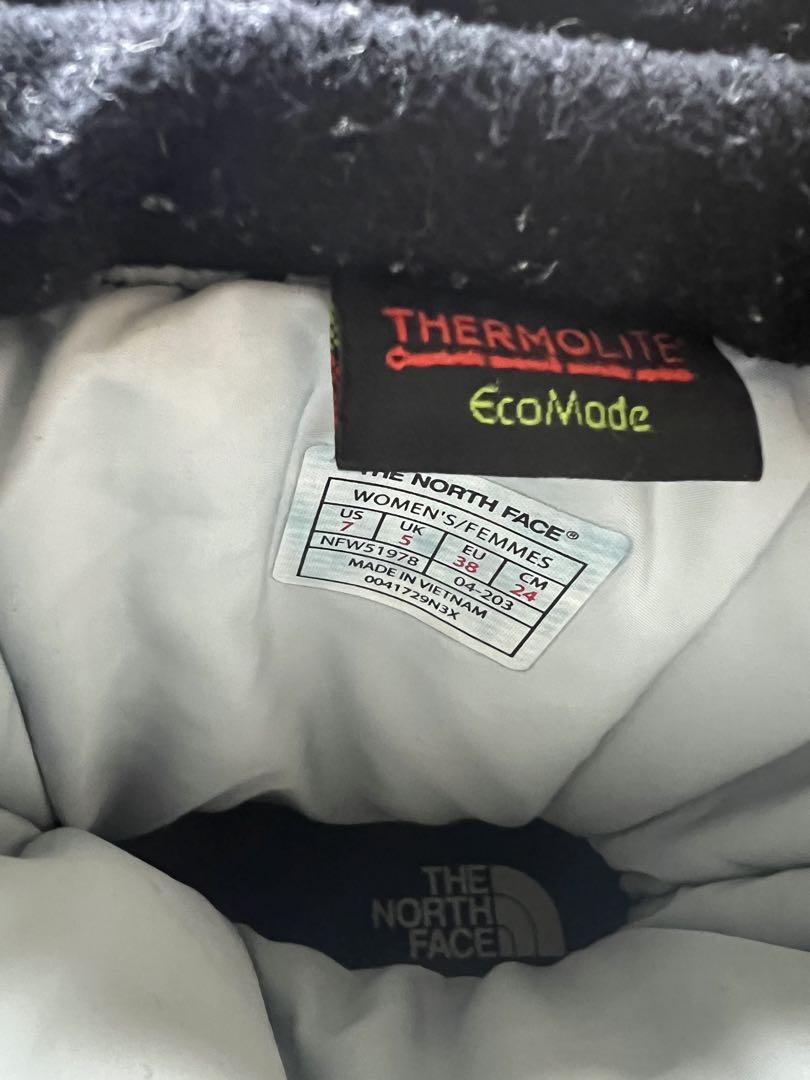 THERMOLITE®
EcoMode
THE NORTH FACE®
WOMEN'S/FEMMES
US UK EU CM
7 5 38 24
NFW51978 04-203
MADE IN VIETNAM
0041729N3X
THE
NORTH
FACE